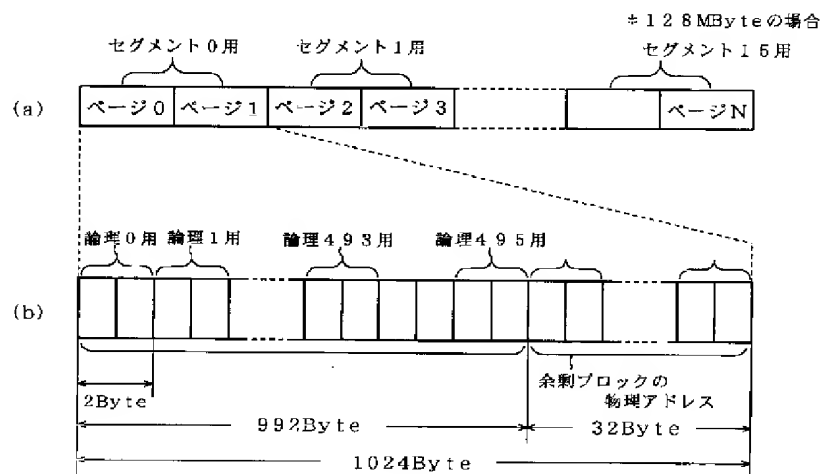 *128MByteの場合
セグメント0用 セグメント1用 セグメント15用
(a) ページ0 ページ1 ページ2 ページ3 ページN
論理0用 論理1用 論理493用 論理495用
(b)
余剰ブロックの
物理アドレス
2Byte
992Byte 32Byte
1024Byte